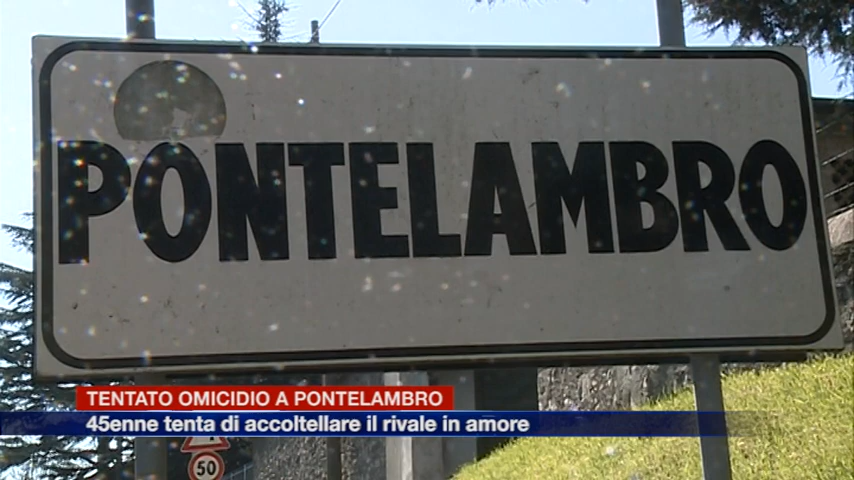 PONTELAMBRO
TENTATO OMICIDIO A PONTELAMBRO
45enne tenta di accoltellare il rivale in amore
50